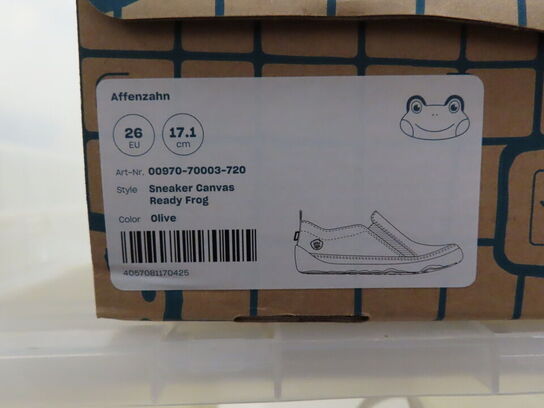 Affenzahn
26 17.1
EU cm
Art-Nr. 00970-70003-720
Style Sneaker Canvas
Ready Frog
Color Olive
4057081170425